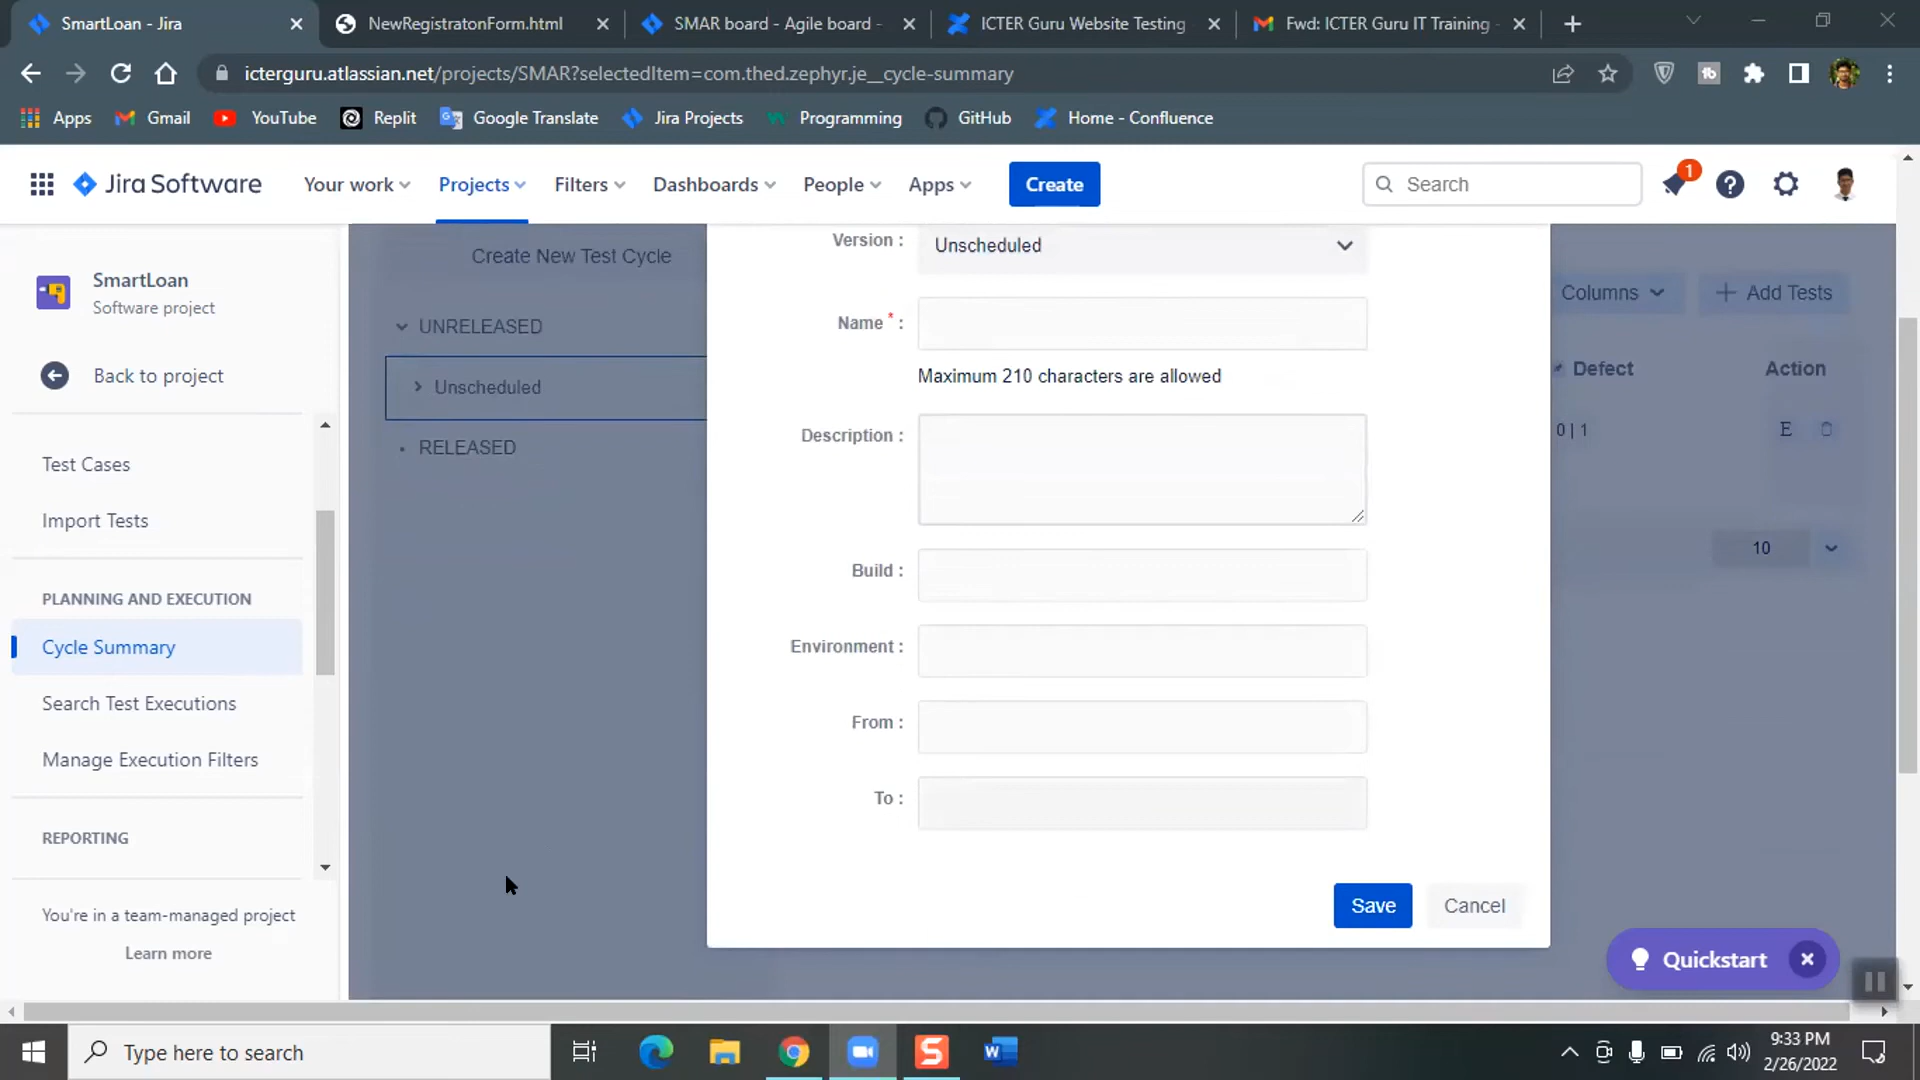 SmartLoan - Jira
NewRegistratonForm.html
SMAR board - Agile board -
ICTER Guru Website Testing
Fwd: ICTER Guru IT Training -
icterguru.atlassian.net/projects/SMAR?selectedItem=com.thed.zephyr.je__cycle-summary
Apps
Gmail
YouTube
Replit
Google Translate
Jira Projects
Programming
GitHub
Home - Confluence
Jira Software
Your work
Projects
Filters
Dashboards
People
Apps
Create
Search
1
SmartLoan
Software project
Back to project
Test Cases
Import Tests
PLANNING AND EXECUTION
Cycle Summary
Search Test Executions
Manage Execution Filters
REPORTING
You're in a team-managed project
Learn more
Create New Test Cycle
UNRELEASED
Unscheduled
RELEASED
Version :
Unscheduled
Name * :
Maximum 210 characters are allowed
Description :
Build :
Environment :
From :
To :
Save
Cancel
Columns
+ Add Tests
Defect
Action
0 | 1
E
10
Quickstart
Type here to search
9:33 PM
2/26/2022